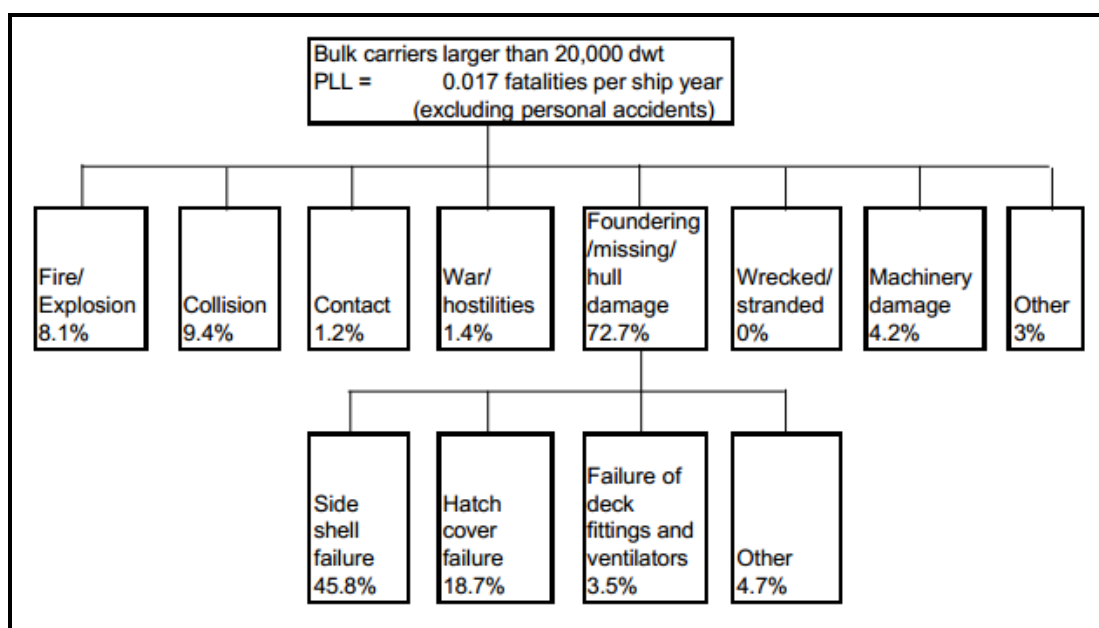 Bulk carriers larger than 20,000 dwt
PLL = 0.017 fatalities per ship year
(excluding personal accidents)
Fire/
Explosion
8.1%
Collision
9.4%
Contact
1.2%
War/
hostilities
1.4%
Foundering
/missing/
hull
damage
72.7%
Wrecked/
stranded
0%
Machinery
damage
4.2%
Other
3%
Side
shell
failure
45.8%
Hatch
cover
failure
18.7%
Failure of
deck
fittings and
ventilators
3.5%
Other
4.7%